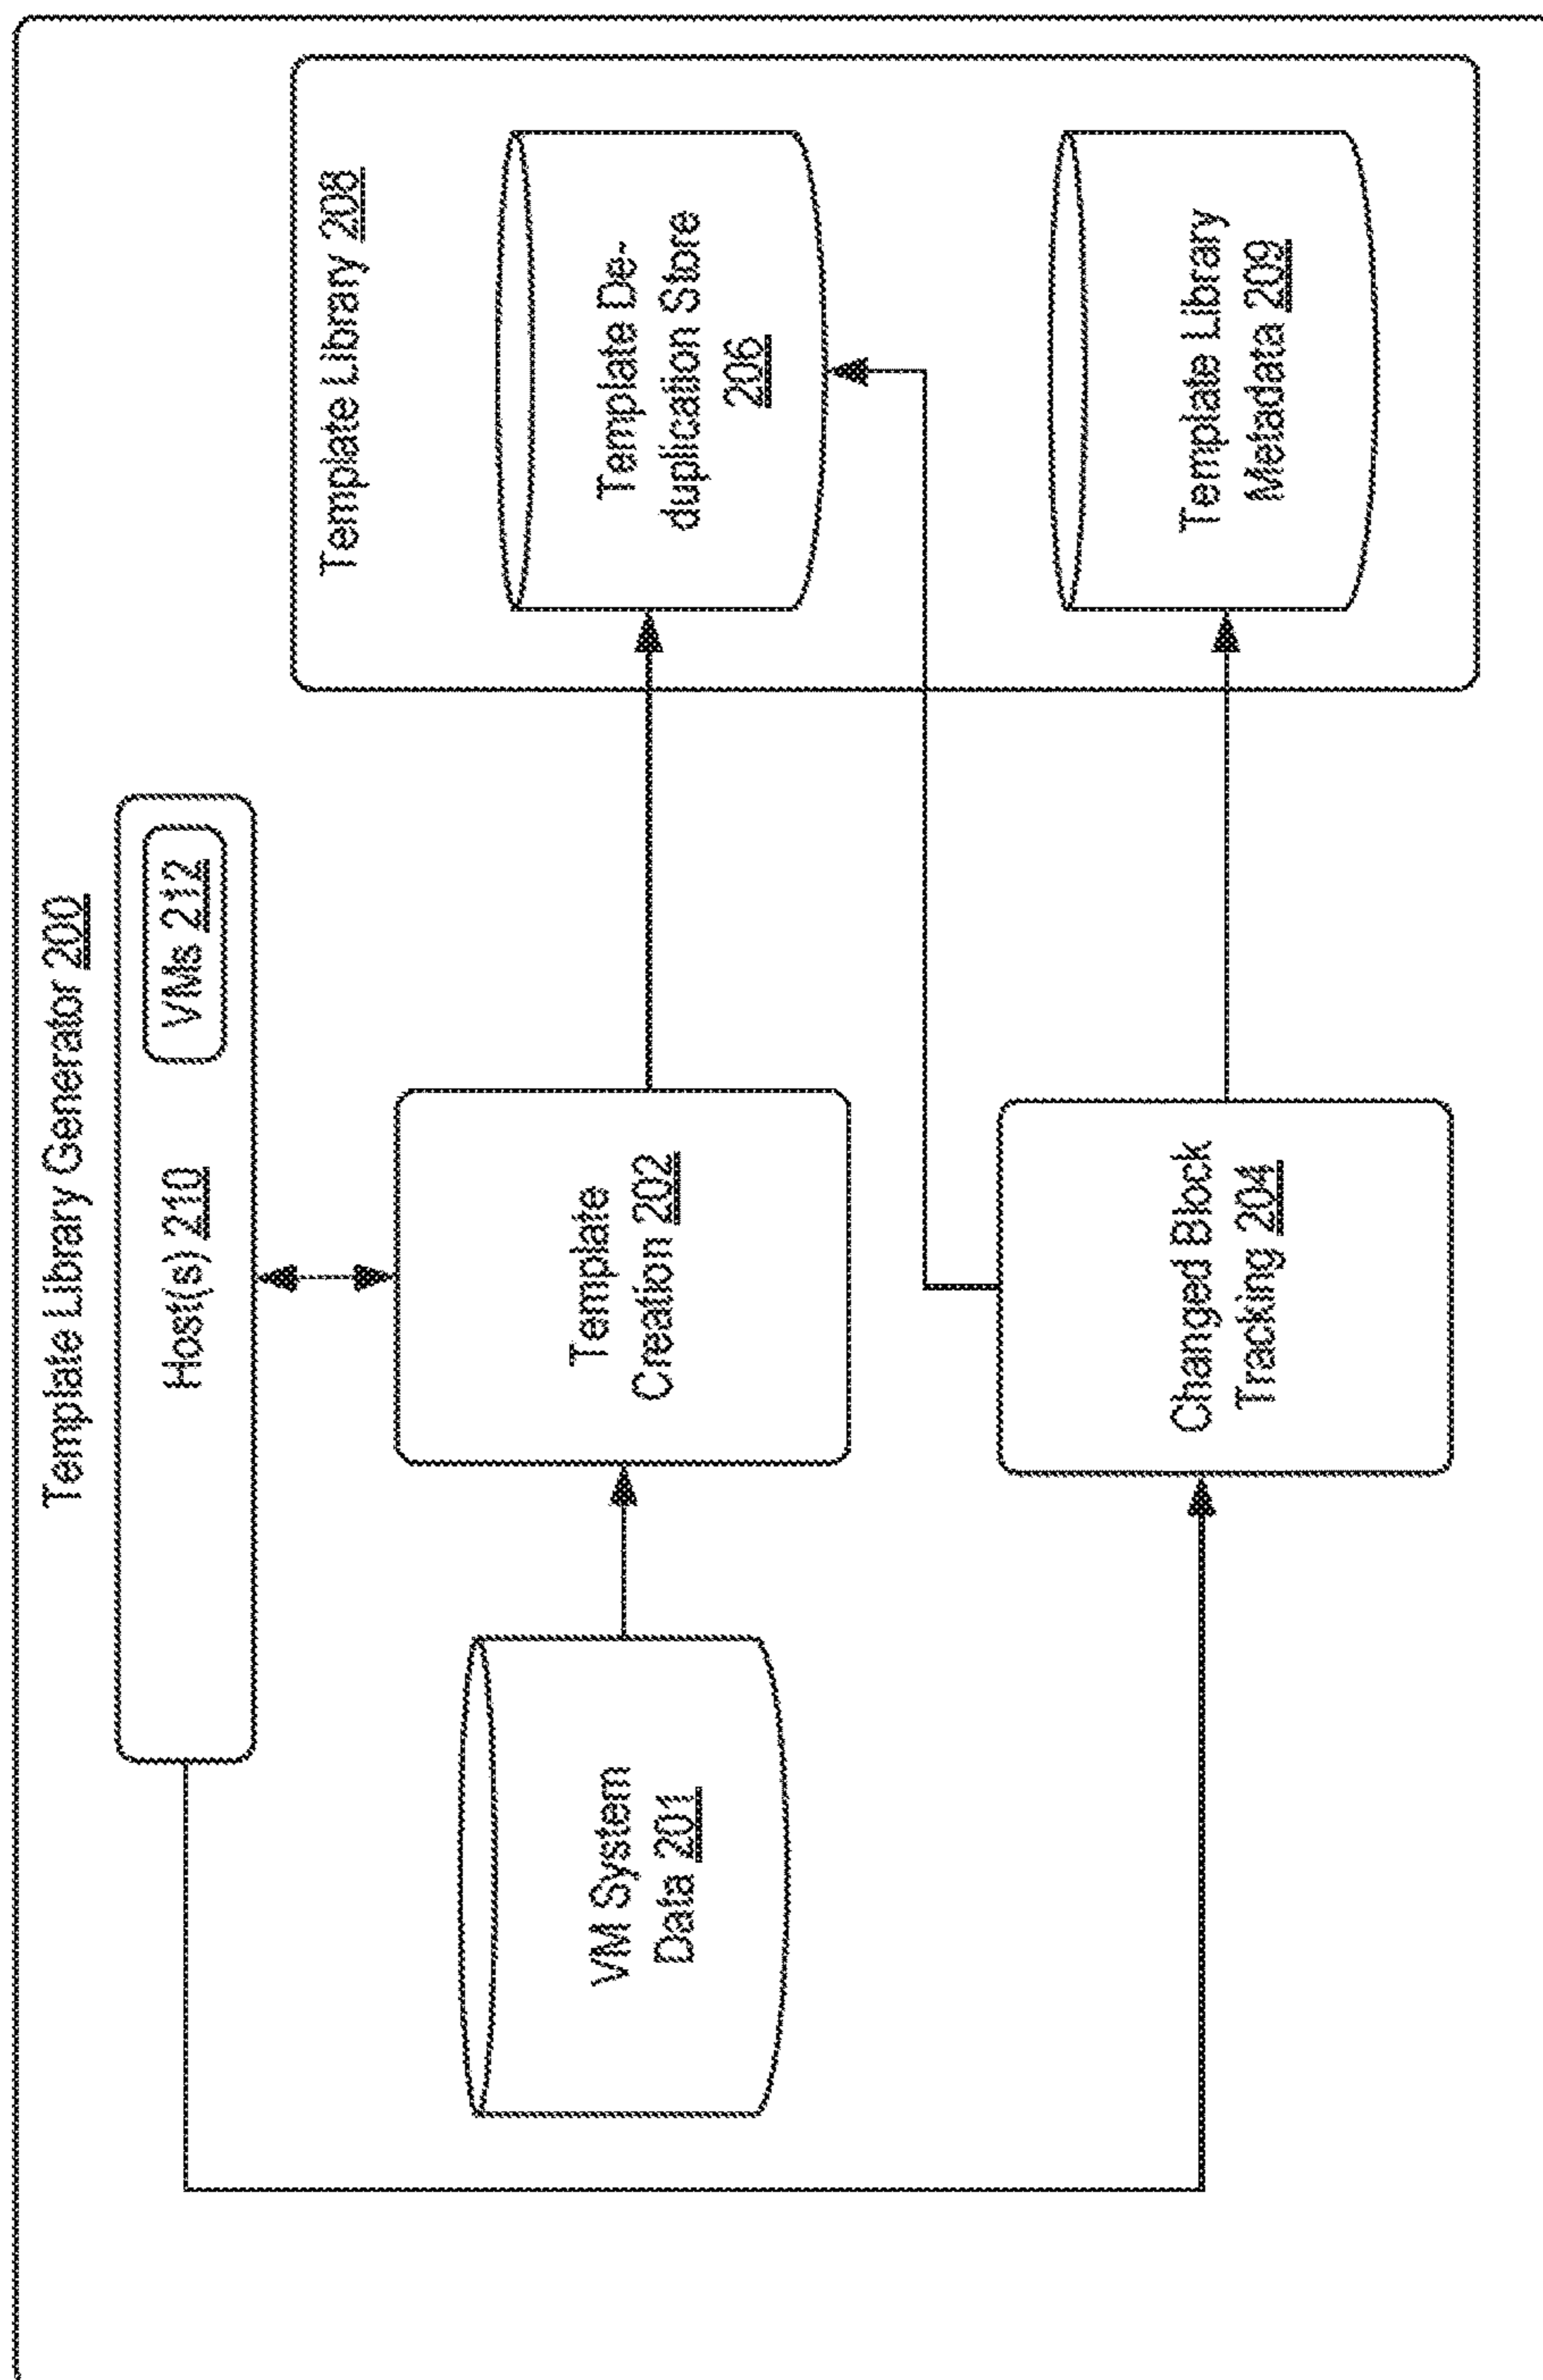 Template Library Generator 200
Host(s) 210
VMs 212
Template Library 208
VM System
Data 201
Template
Creation 202
Template De-
duplication Store
206
Changed Block
Tracking 204
Template Library
Metadata 209